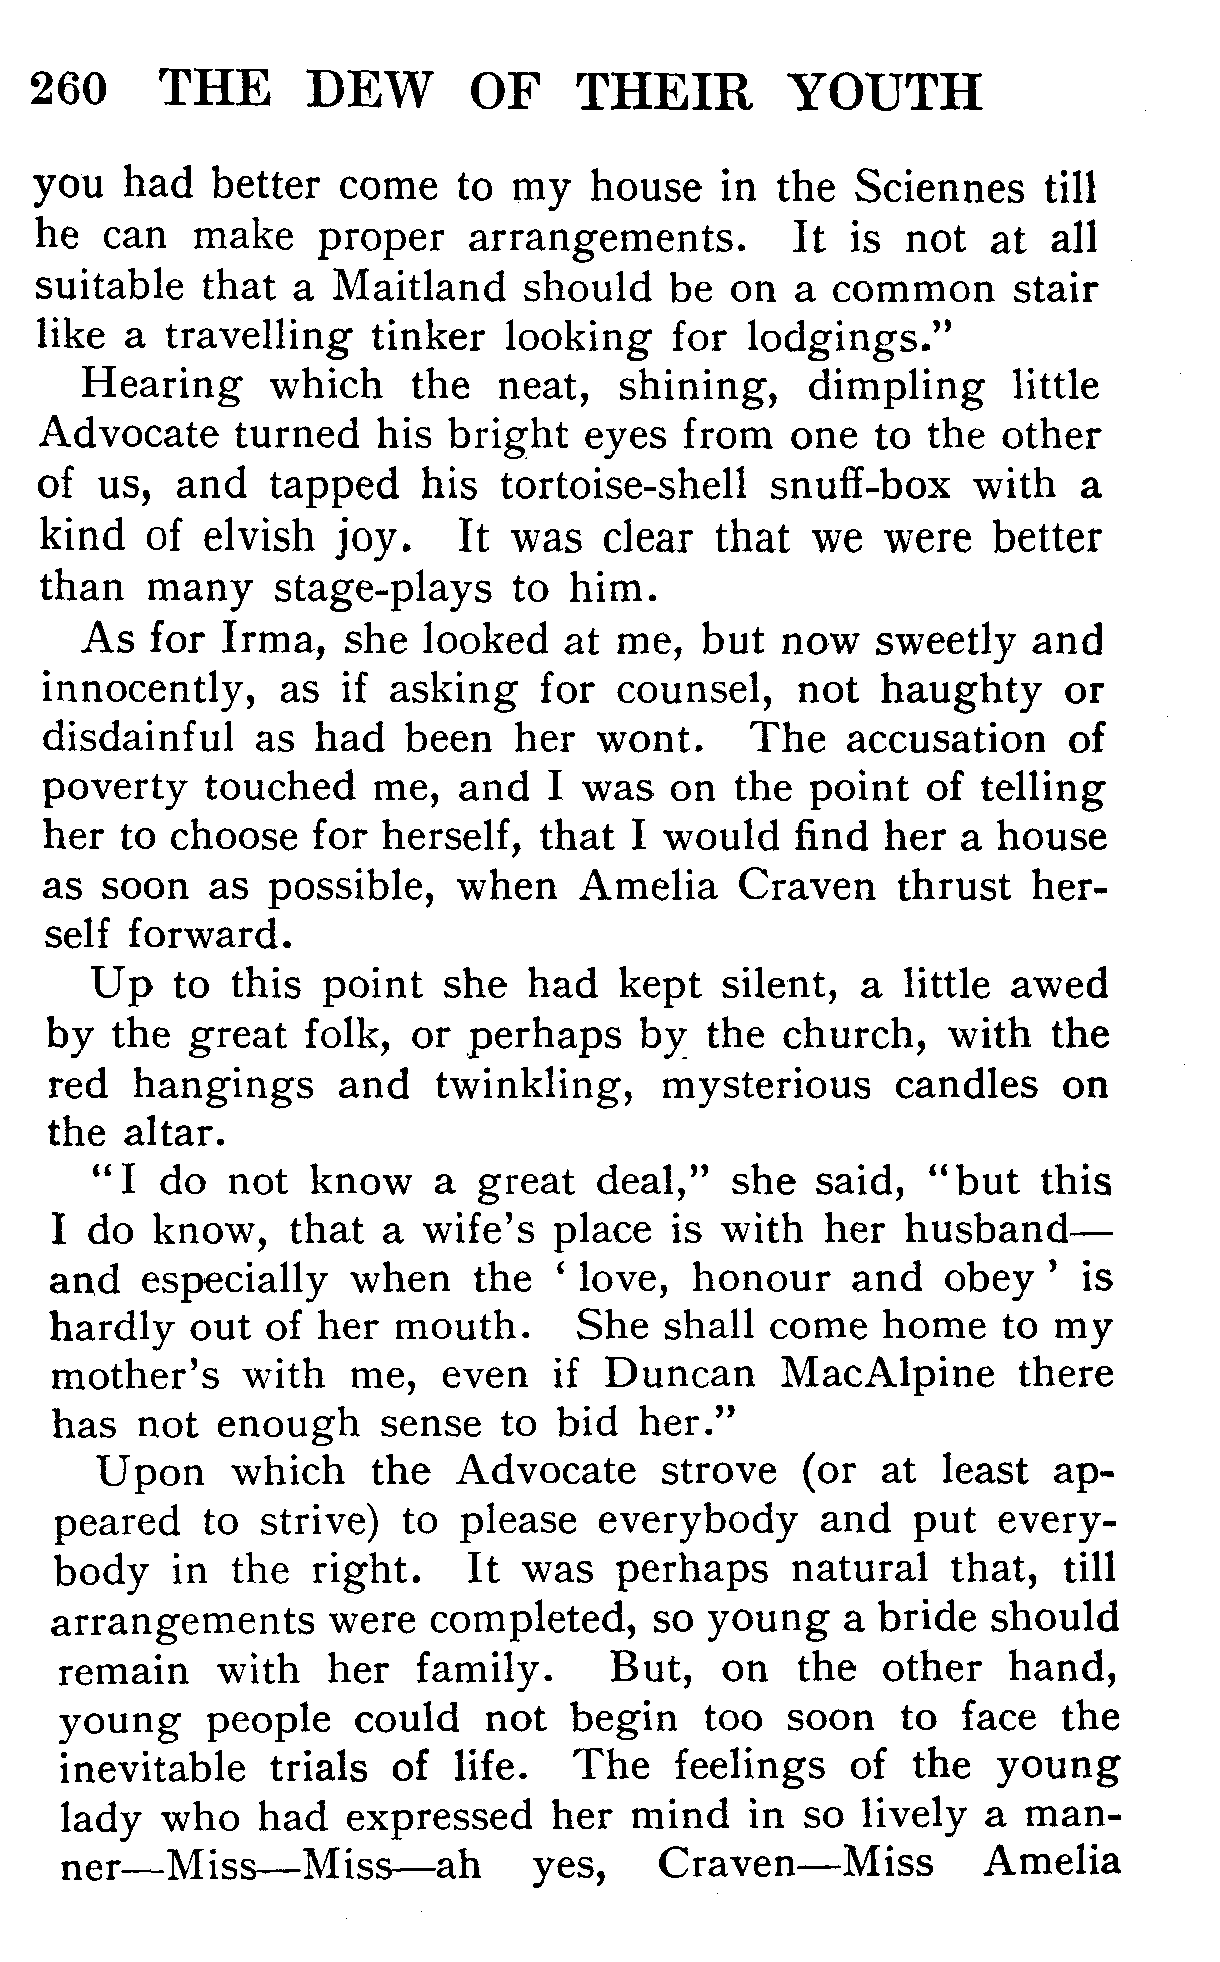 260 THE DEW OF THEIR YOUTH
you had better come to my house in the Sciennes till
he can make proper arrangements. It is not at all
suitable that a Maitland should be on a common stair
like a travelling tinker looking for lodgings.”
Hearing which the neat, shining, dimpling little
Advocate turned his bright eyes from one to the other
of us, and tapped his tortoise-shell snuff-box with a
kind of elvish joy. It was clear that we were better
than many stage-plays to him.
As for Irma, she looked at me, but now sweetly and
innocently, as if asking for counsel, not haughty or
disdainful as had been her wont. The accusation of
poverty touched me, and I was on the point of telling
her to choose for herself, that I would find her a house
as soon as possible, when Amelia Craven thrust her-
self forward.
Up to this point she had kept silent, a little awed
by the great folk, or perhaps by the church, with the
red hangings and twinkling, mysterious candles on
the altar.
“I do not know a great deal,” she said, “but this
I do know, that a wife’s place is with her husband—
and especially when the ‘ love, honour and obey ’ is
hardly out of her mouth. She shall come home to my
mother’s with me, even if Duncan MacAlpine there
has not enough sense to bid her.”
Upon which the Advocate strove (or at least ap-
peared to strive) to please everybody and put every-
body in the right. It was perhaps natural that, till
arrangements were completed, so young a bride should
remain with her family. But, on the other hand,
young people could not begin too soon to face the
inevitable trials of life. The feelings of the young
lady who had expressed her mind in so lively a man-
ner—Miss—Miss—ah yes, Craven—Miss Amelia